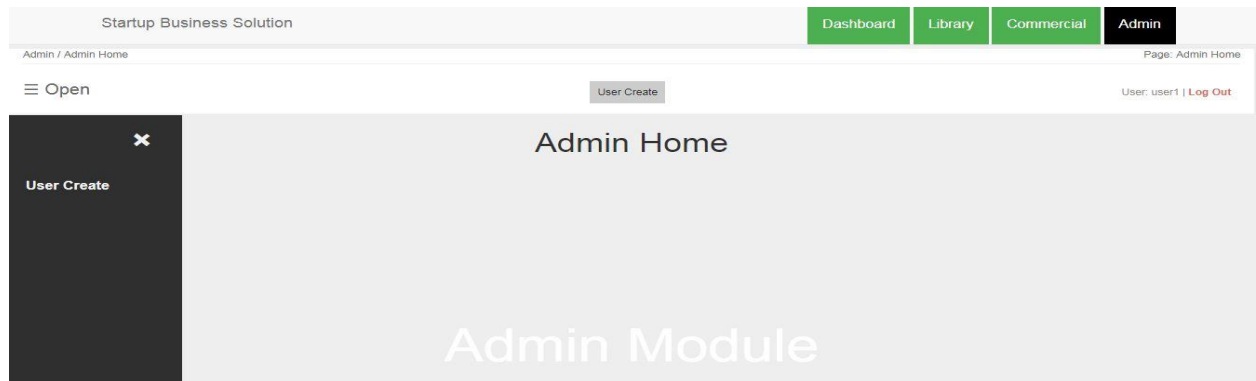 Startup Business Solution Dashboard Library Commercial Admin
Admin / Admin Home Page: Admin Home
☰ Open User Create User: user1 | Log Out
✖ Admin Home
User Create
Admin Module